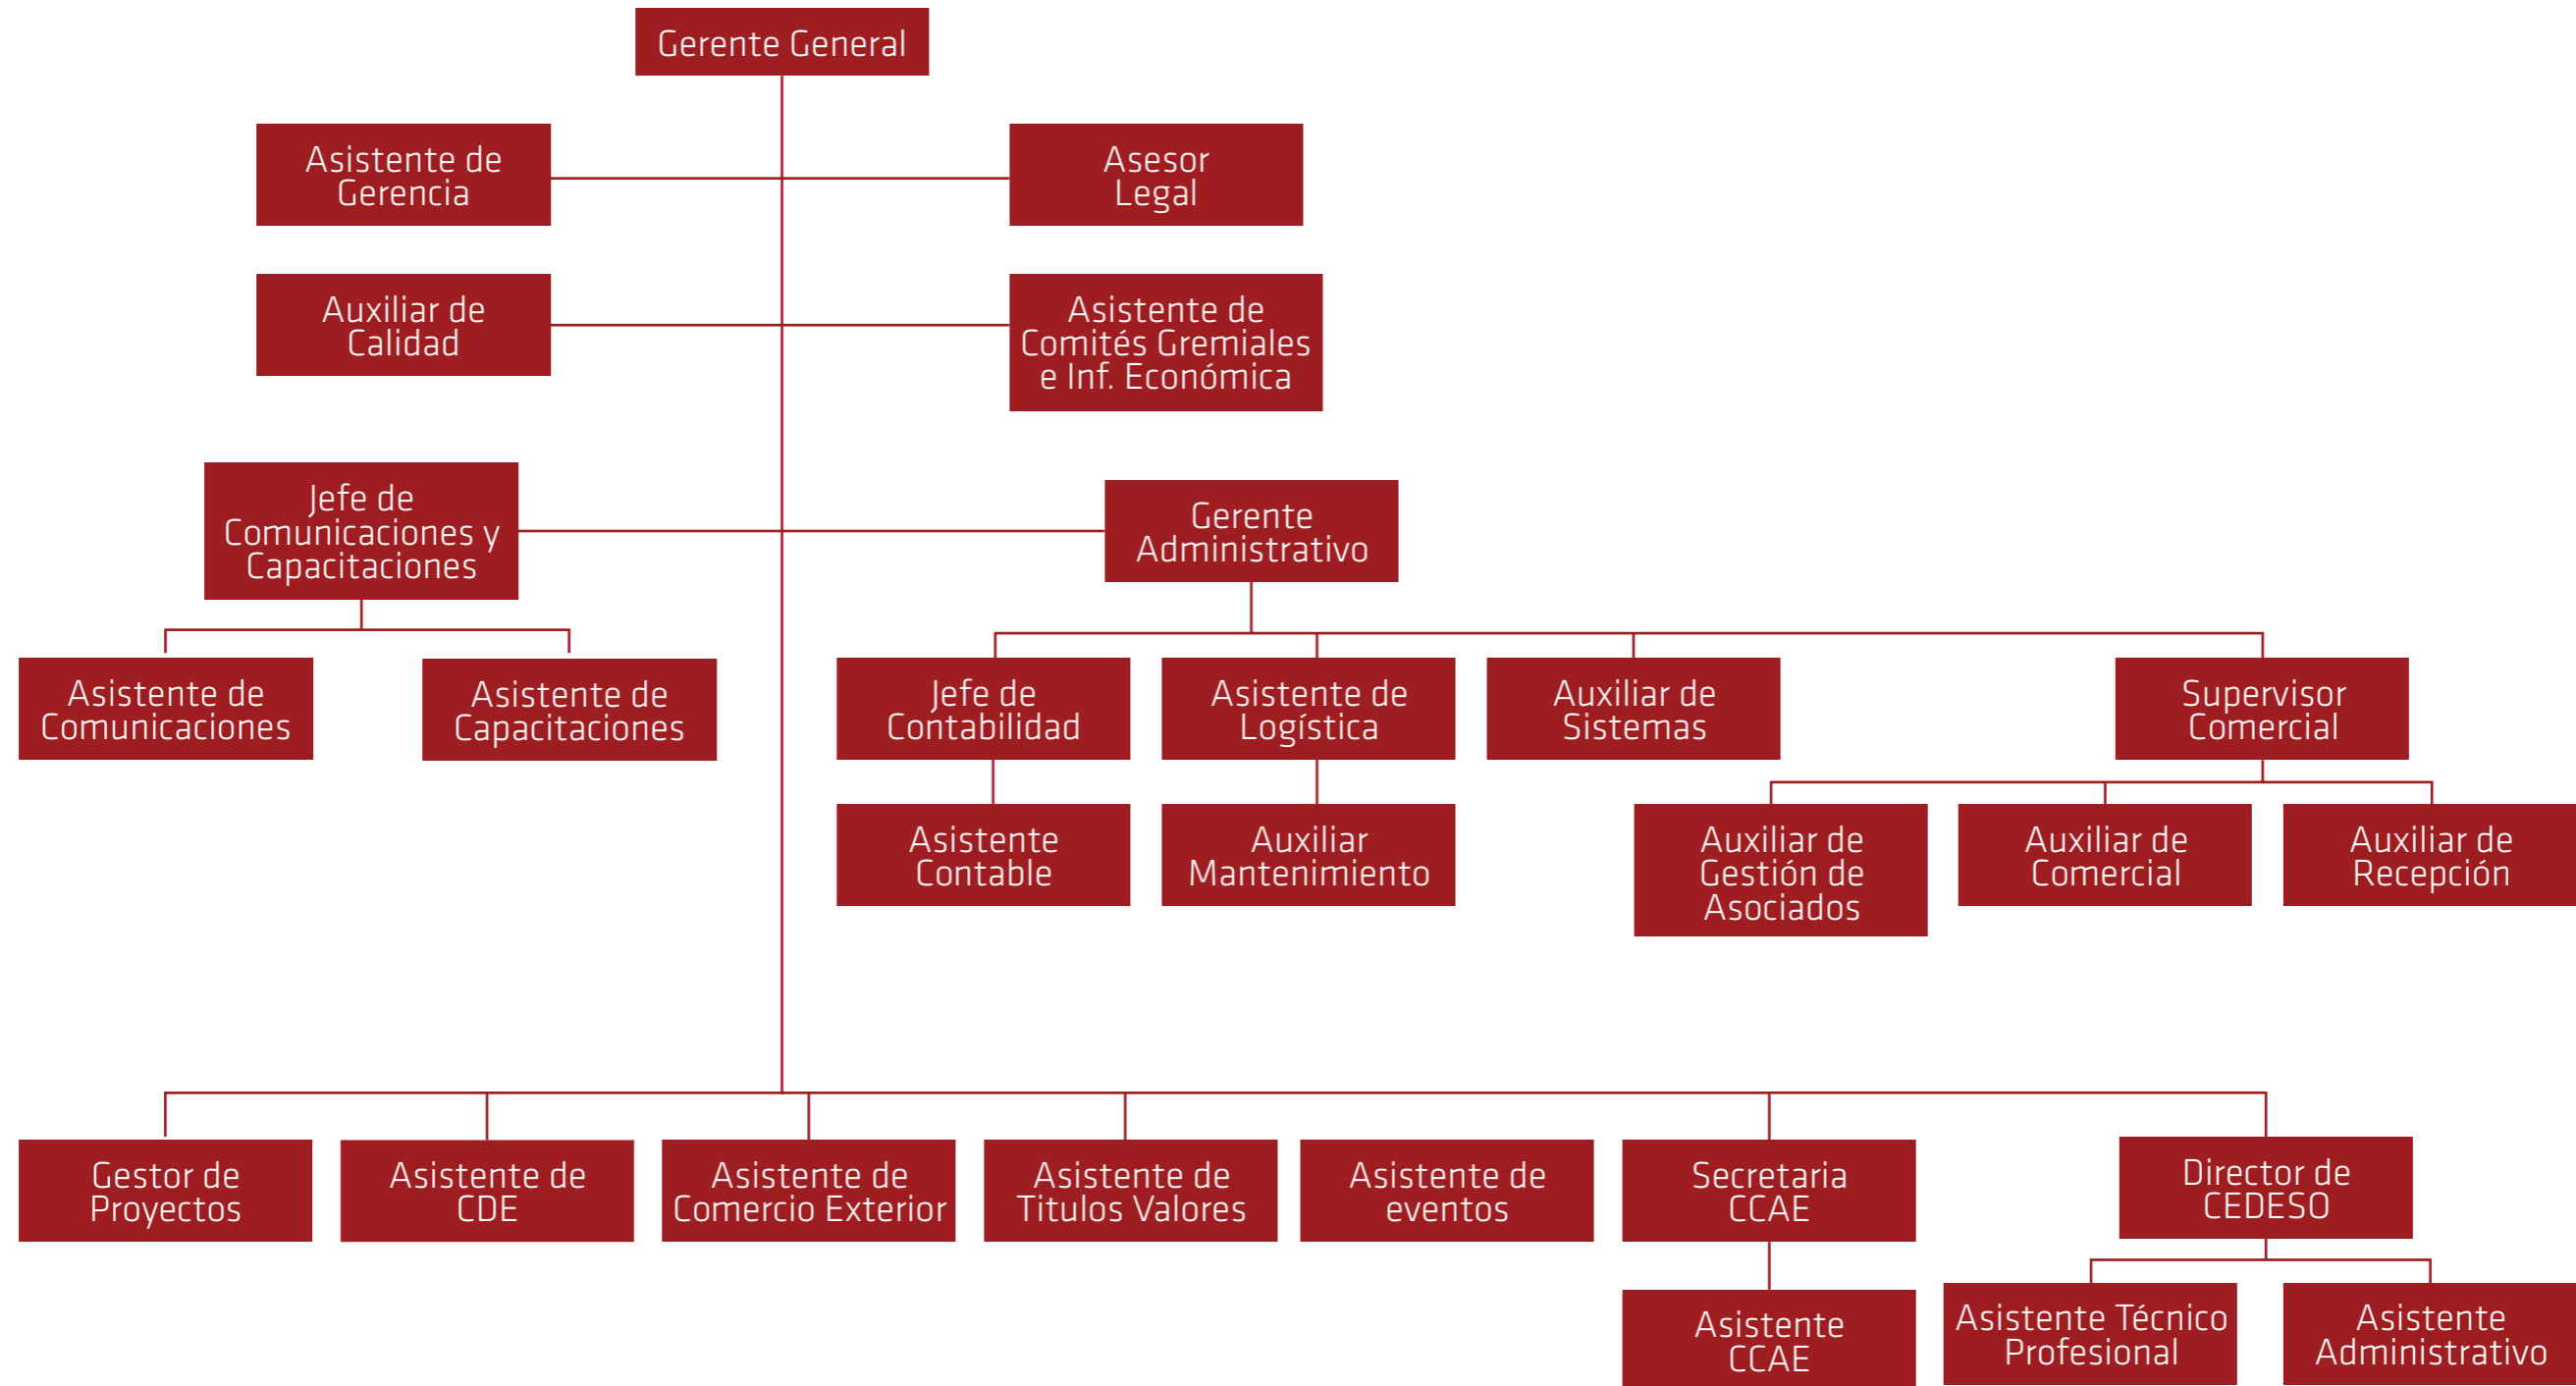 Gerente General
Asistente de
Gerencia
Asesor
Legal
Auxiliar de
Calidad
Asistente de
Comités Gremiales
e Inf. Económica
Jefe de
Comunicaciones y
Capacitaciones
Gerente
Administrativo
Asistente de
Comunicaciones
Asistente de
Capacitaciones
Jefe de
Contabilidad
Asistente de
Logística
Auxiliar de
Sistemas
Supervisor
Comercial
Asistente
Contable
Auxiliar
Mantenimiento
Auxiliar de
Gestión de
Asociados
Auxiliar de
Comercial
Auxiliar de
Recepción
Gestor de
Proyectos
Asistente de
CDE
Asistente de
Comercio Exterior
Asistente de
Titulos Valores
Asistente de
eventos
Secretaria
CCAE
Director de
CEDESO
Asistente
CCAE
Asistente Técnico
Profesional
Asistente
Administrativo